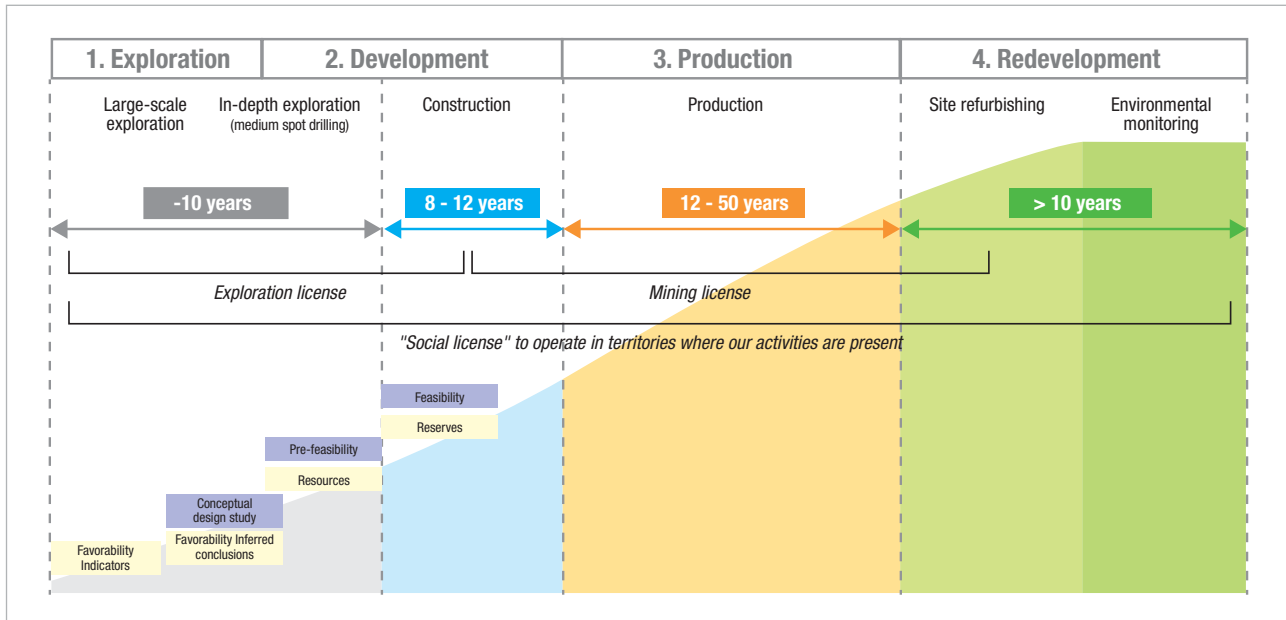 1. Exploration
2. Development
3. Production
4. Redevelopment
Large-scale
exploration
In-depth exploration
(medium spot drilling)
Construction
Production
Site refurbishing
Environmental
monitoring
-10 years
8 - 12 years
12 - 50 years
> 10 years
Exploration license
Mining license
"Social license" to operate in territories where our activities are present
Feasibility
Reserves
Pre-feasibility
Resources
Conceptual
design study
Favorability Inferred
conclusions
Favorability
Indicators